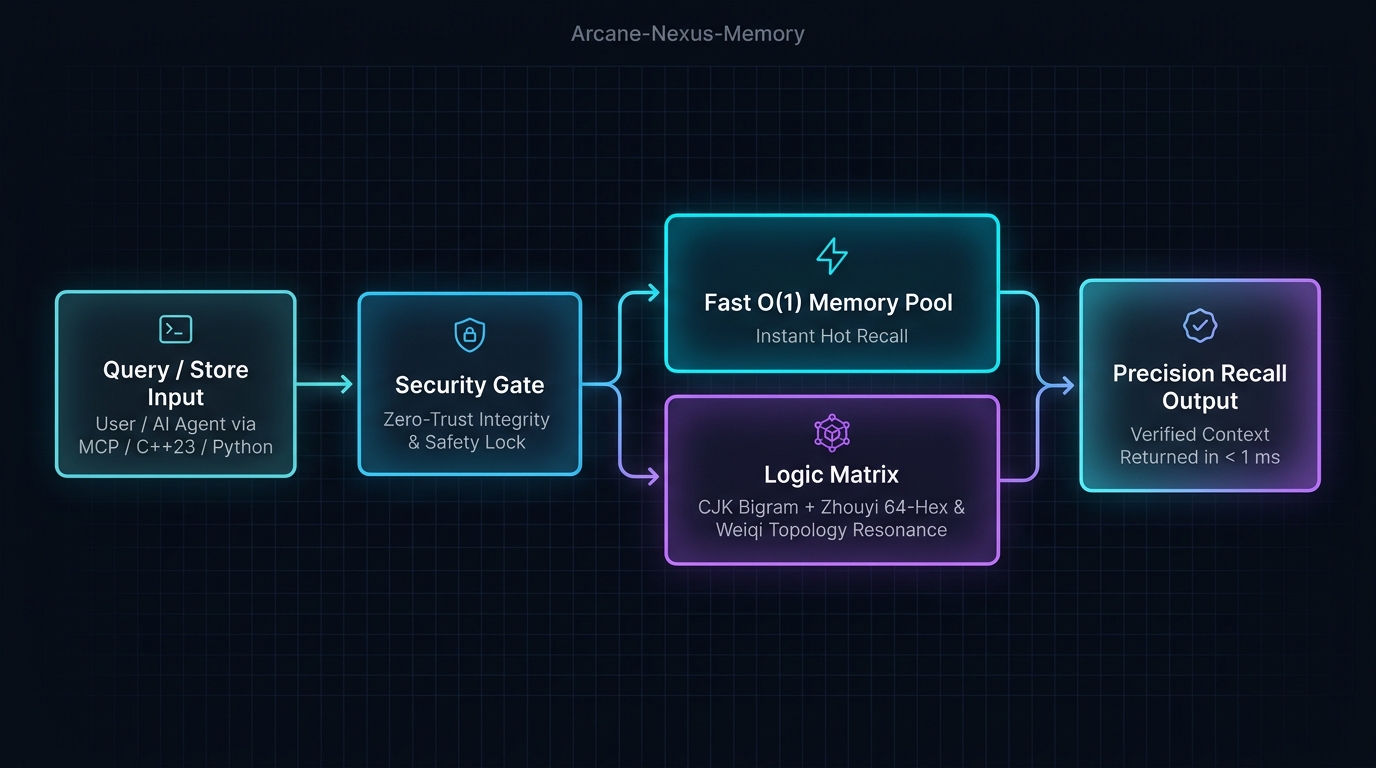 Arcane-Nexus-Memory
Query / Store
Input
User / AI Agent via
MCP / C++23 / Python
Security Gate
Zero-Trust Integrity
& Safety Lock
Fast O(1) Memory Pool
Instant Hot Recall
Logic Matrix
CJK Bigram + Zhouyi 64-Hex &
Weiqi Topology Resonance
Precision Recall
Output
Verified Context
Returned in < 1 ms